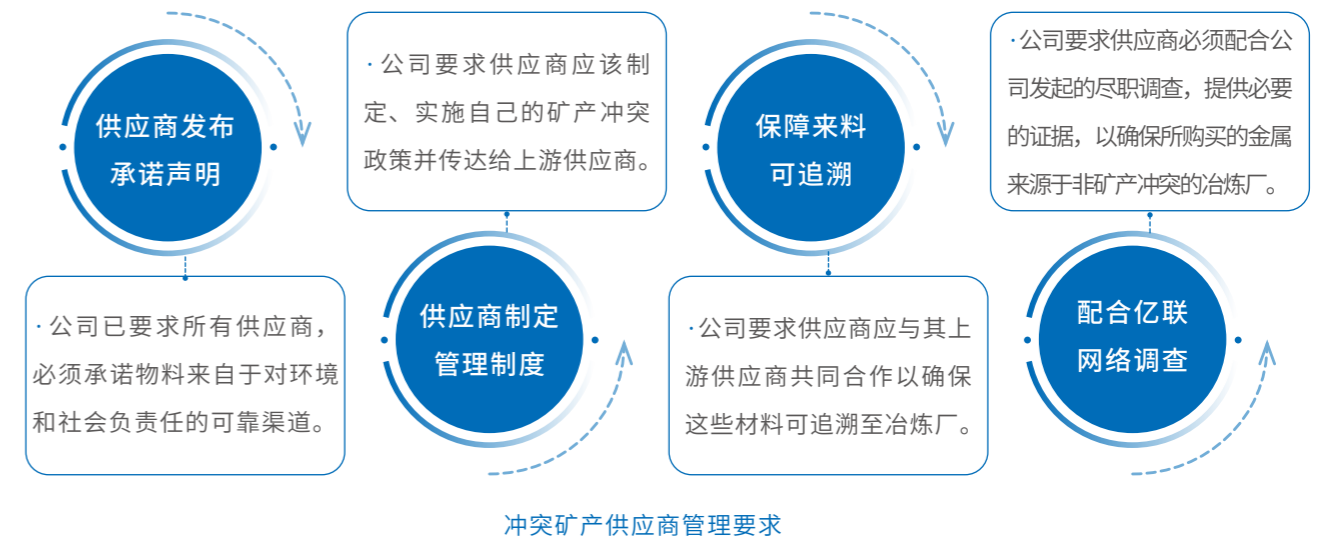 供应商发布
承诺声明
·公司已要求所有供应商，
必须承诺物料来自于对环境
和社会负责任的可靠渠道。
·公司要求供应商应该制
定、实施自己的矿产冲突
政策并传达给上游供应商。
供应商制定
管理制度
保障来料
可追溯
·公司要求供应商应与其上
游供应商共同合作以确保
这些材料可追溯至冶炼厂。
·公司要求供应商必须配合公
司发起的尽职调查，提供必要
的证据，以确保所购买的金属
来源于非矿产冲突的冶炼厂。
配合亿联
网络调查
冲突矿产供应商管理要求